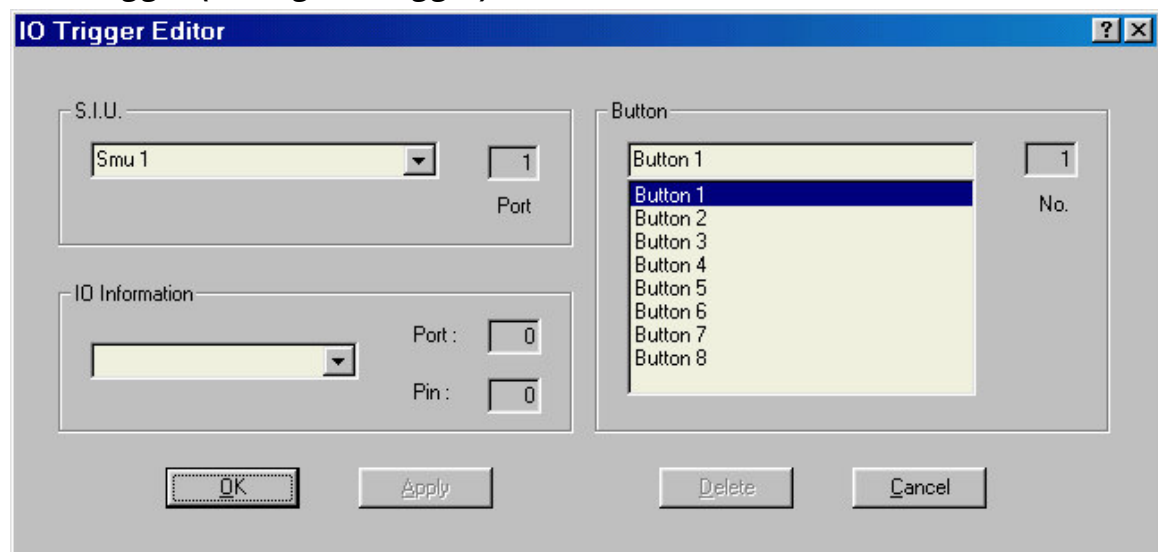 IO Trigger Editor
S.I.U.
Smu 1
1
Port
IO Information
Port :
0
Pin :
0
Button
Button 1
1
No.
Button 1
Button 2
Button 3
Button 4
Button 5
Button 6
Button 7
Button 8
OK
Apply
Delete
Cancel